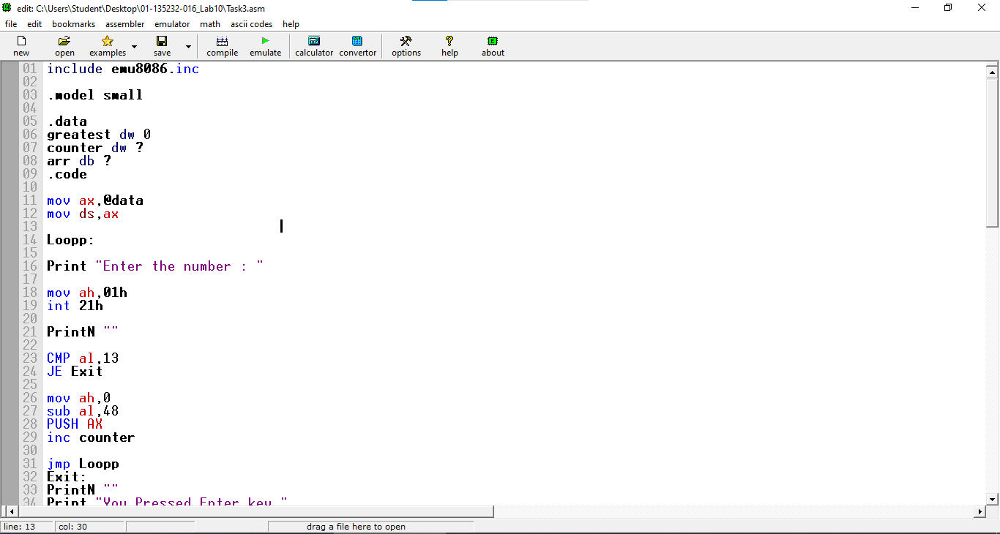 edit: C:\Users\Student\Desktop\01-135232-016_Lab10\Task3.asm
file edit bookmarks assembler emulator math ascii codes help
new open examples save compile emulate calculator convertor options help about
01 include emu8086.inc
02
03 .model small
04
05 .data
06 greatest dw 0
07 counter dw ?
08 arr db ?
09 .code
10
11 mov ax,@data
12 mov ds,ax
13
14 Loopp:
15
16 Print "Enter the number : "
17
18 mov ah,01h
19 int 21h
20
21 PrintN ""
22
23 CMP al,13
24 JE Exit
25
26 mov ah,0
27 sub al,48
28 PUSH AX
29 inc counter
30
31 jmp Loopp
32 Exit:
33 PrintN ""
34 Print "You Pressed Enter key "
line: 13 col: 30 drag a file here to open